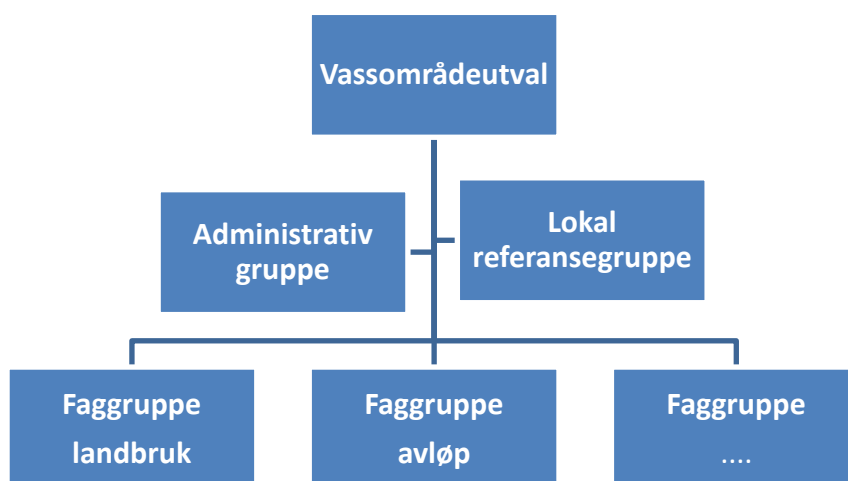 Vassområdeutval
Administrativ
gruppe
Lokal
referansegruppe
Faggruppe
landbruk
Faggruppe
avløp
Faggruppe
....